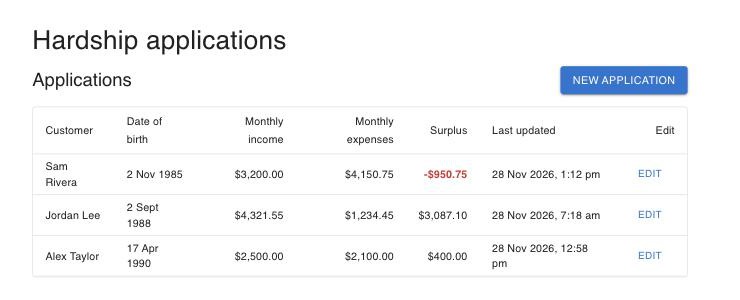 Hardship applications
Applications
NEW APPLICATION
Customer Date of birth Monthly income Monthly expenses Surplus Last updated Edit
Sam Rivera 2 Nov 1985 $3,200.00 $4,150.75 -$950.75 28 Nov 2026, 1:12 pm EDIT
Jordan Lee 2 Sept 1988 $4,321.55 $1,234.45 $3,087.10 28 Nov 2026, 7:18 am EDIT
Alex Taylor 17 Apr 1990 $2,500.00 $2,100.00 $400.00 28 Nov 2026, 12:58 pm EDIT